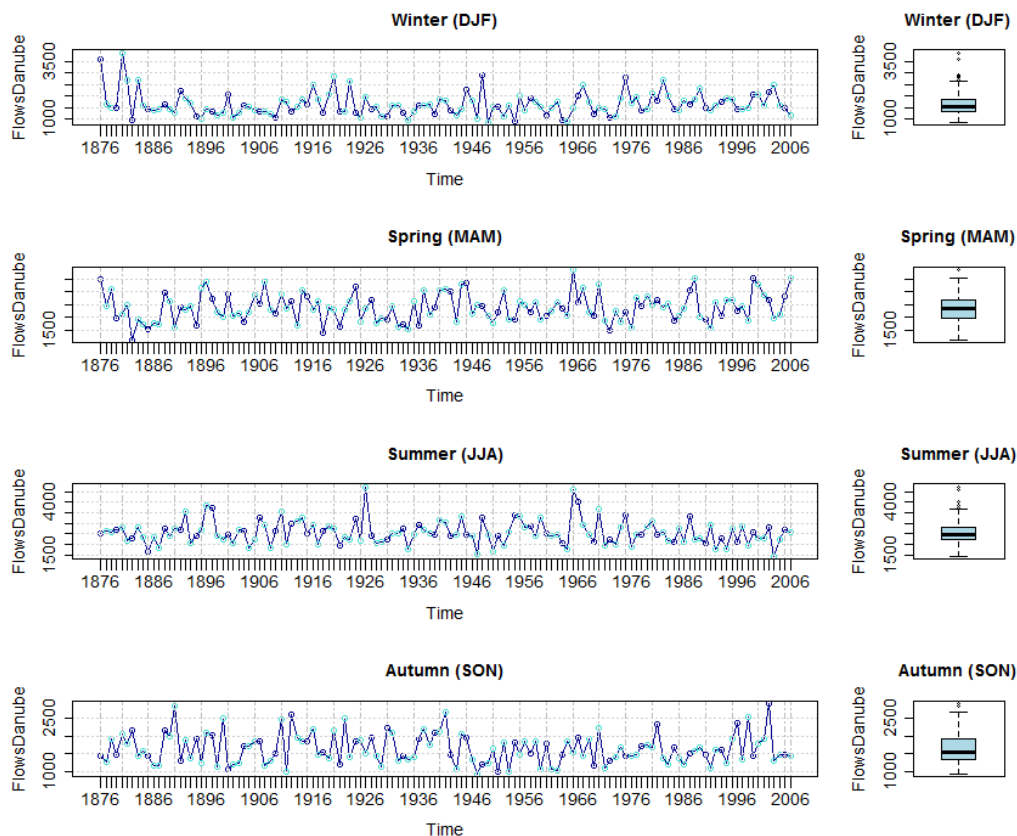 Winter (DJF)
FlowsDanube
1000 3500
1876 1886 1896 1906 1916 1926 1936 1946 1956 1966 1976 1986 1996 2006
Time
Winter (DJF)
FlowsDanube
1000 3500
Spring (MAM)
FlowsDanube
1500
1876 1886 1896 1906 1916 1926 1936 1946 1956 1966 1976 1986 1996 2006
Time
Spring (MAM)
FlowsDanube
1500
Summer (JJA)
FlowsDanube
1500 4000
1876 1886 1896 1906 1916 1926 1936 1946 1956 1966 1976 1986 1996 2006
Time
Summer (JJA)
FlowsDanube
1500 4000
Autumn (SON)
FlowsDanube
1000 2500
1876 1886 1896 1906 1916 1926 1936 1946 1956 1966 1976 1986 1996 2006
Time
Autumn (SON)
FlowsDanube
1000 2500